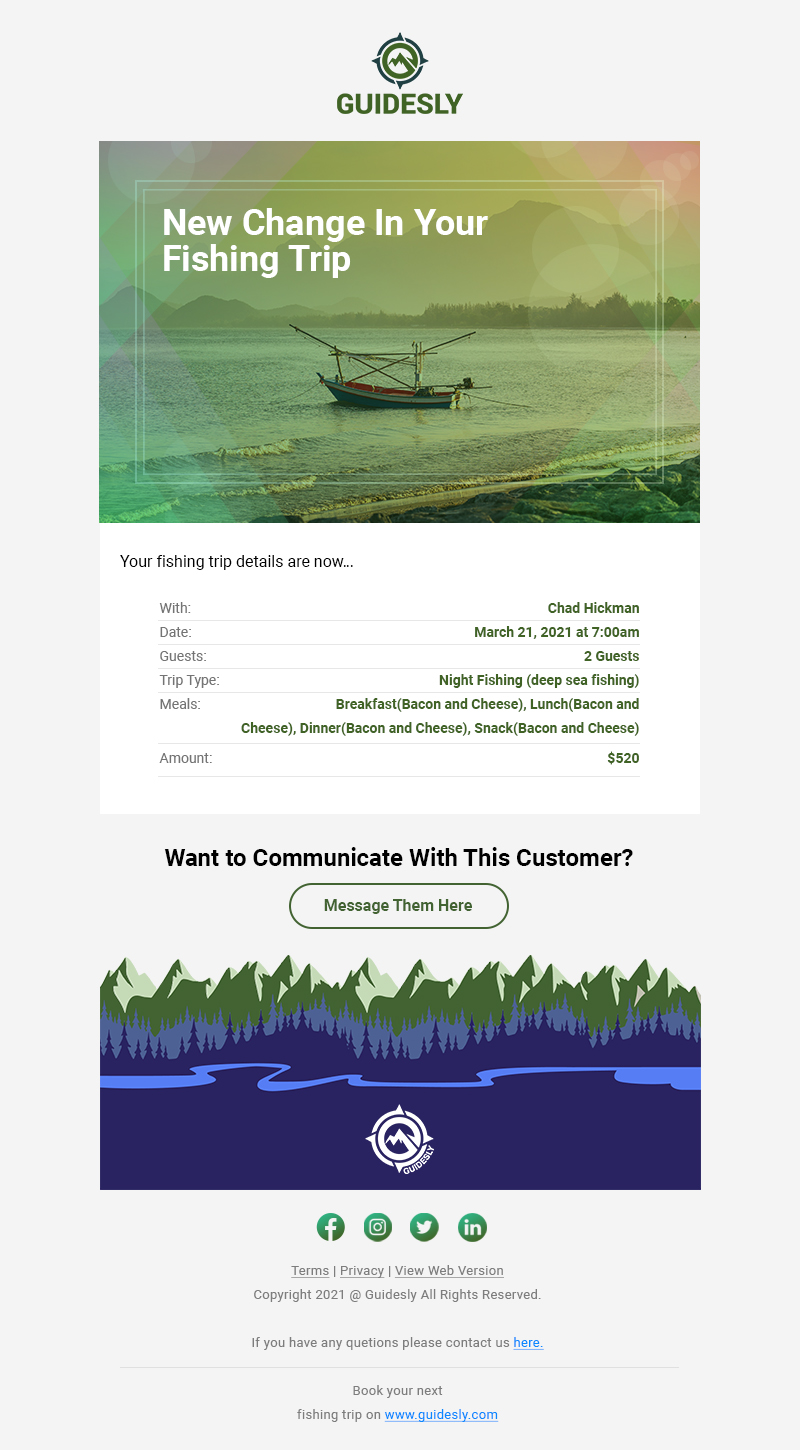 GUIDESLY
New Change In Your
Fishing Trip
Your fishing trip details are now...
With: Chad Hickman
Date: March 21, 2021 at 7:00am
Guests: 2 Guests
Trip Type: Night Fishing (deep sea fishing)
Meals: Breakfast(Bacon and Cheese), Lunch(Bacon and
Cheese), Dinner(Bacon and Cheese), Snack(Bacon and Cheese)
Amount: $520
Want to Communicate With This Customer?
Message Them Here
GUIDESLY
Terms | Privacy | View Web Version
Copyright 2021 @ Guidesly All Rights Reserved.
If you have any quetions please contact us here.
Book your next
fishing trip on www.guidesly.com